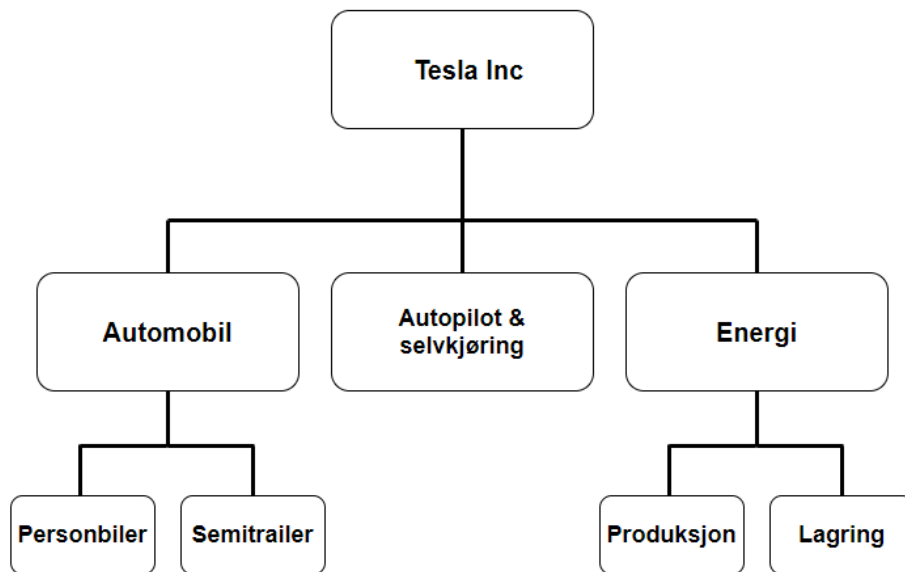 Tesla Inc
Automobil
Autopilot &
selvkjøring
Energi
Personbiler
Semitrailer
Produksjon
Lagring